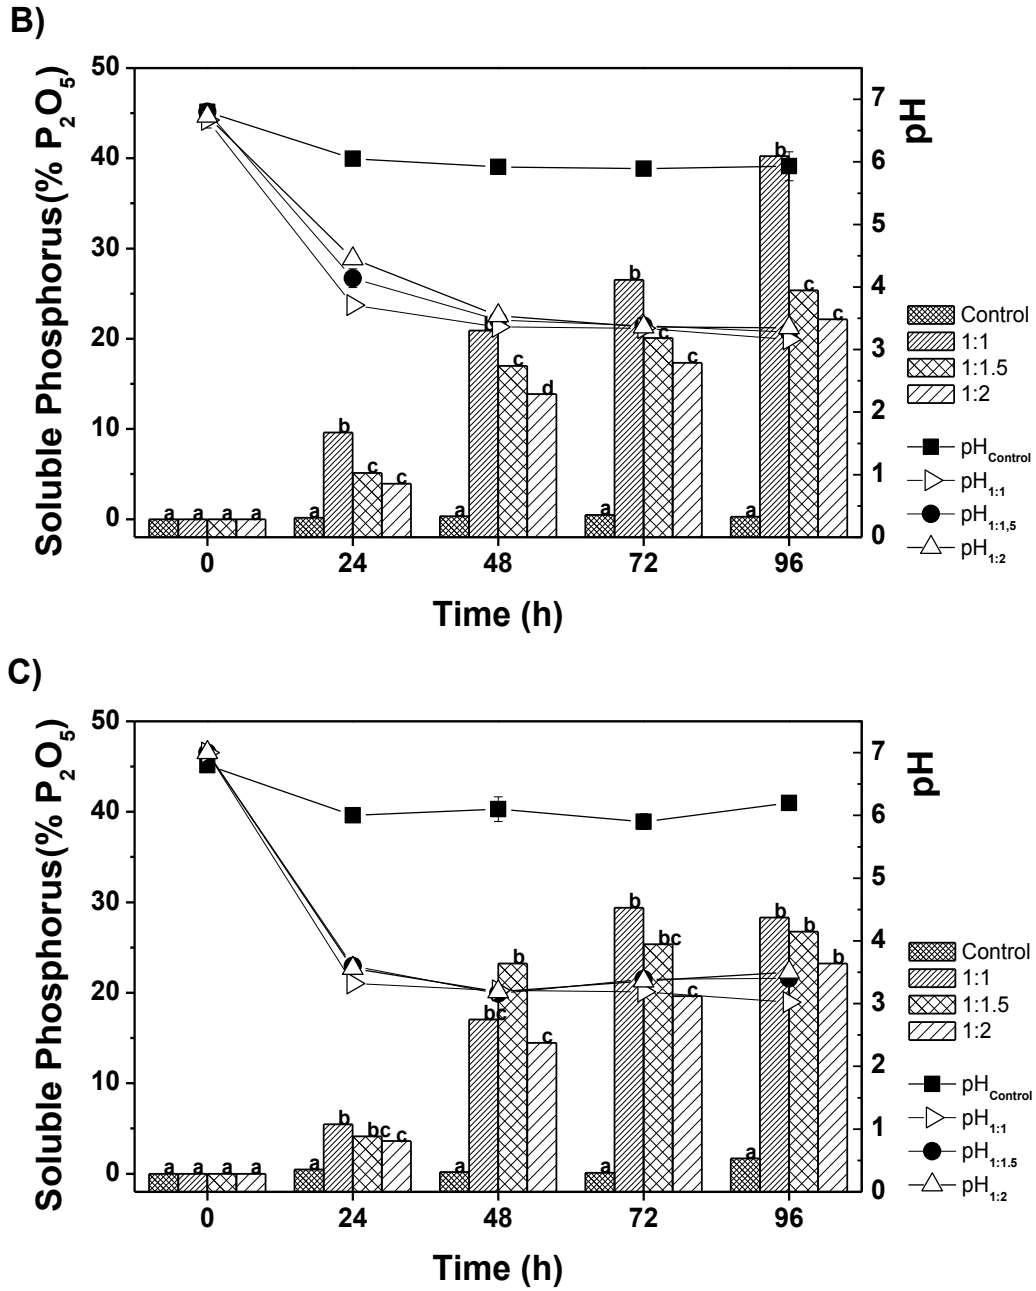 B)
Soluble Phosphorus(% P2O5)
50
40
30
20
10
0
a a a a
a b c c
a b c d
a b c c
a b c c
0 24 48 72 96
Time (h)
7
6
5
4
3
2
1
0
pH
Control
1:1
1:1.5
1:2
pHControl
pH1:1
pH1:1,5
pH1:2
C)
Soluble Phosphorus(% P2O5)
50
40
30
20
10
0
a a a a
a b bc c
a bc b c
a b bc c
a b b b
0 24 48 72 96
Time (h)
7
6
5
4
3
2
1
0
pH
Control
1:1
1:1.5
1:2
pHControl
pH1:1
pH1:1.5
pH1:2